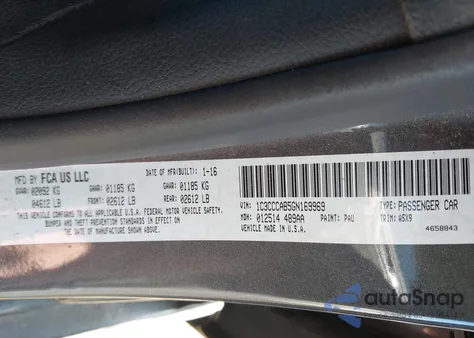 MFD BY FCA US LLC
DATE OF MFR(BUILT): 1-16
GVWR: 02092 KG
GAWR: 01185 KG
GAWR: 01185 KG
04612 LB
FRONT: 02612 LB
REAR: 02612 LB
THIS VEHICLE CONFORMS TO ALL APPLICABLE U.S.A. FEDERAL MOTOR VEHICLE SAFETY,
BUMPER AND THEFT PREVENTION STANDARDS IN EFFECT ON
THE DATE OF MANUFACTURE SHOWN ABOVE.
VIN: 1C3CCCAB5GN169969
TYPE: PASSENGER CAR
MDH: 012514 489AA
PAINT: PAU
TRIM: A5X9
VEHICLE MADE IN U.S.A.
4658843
autoSnap